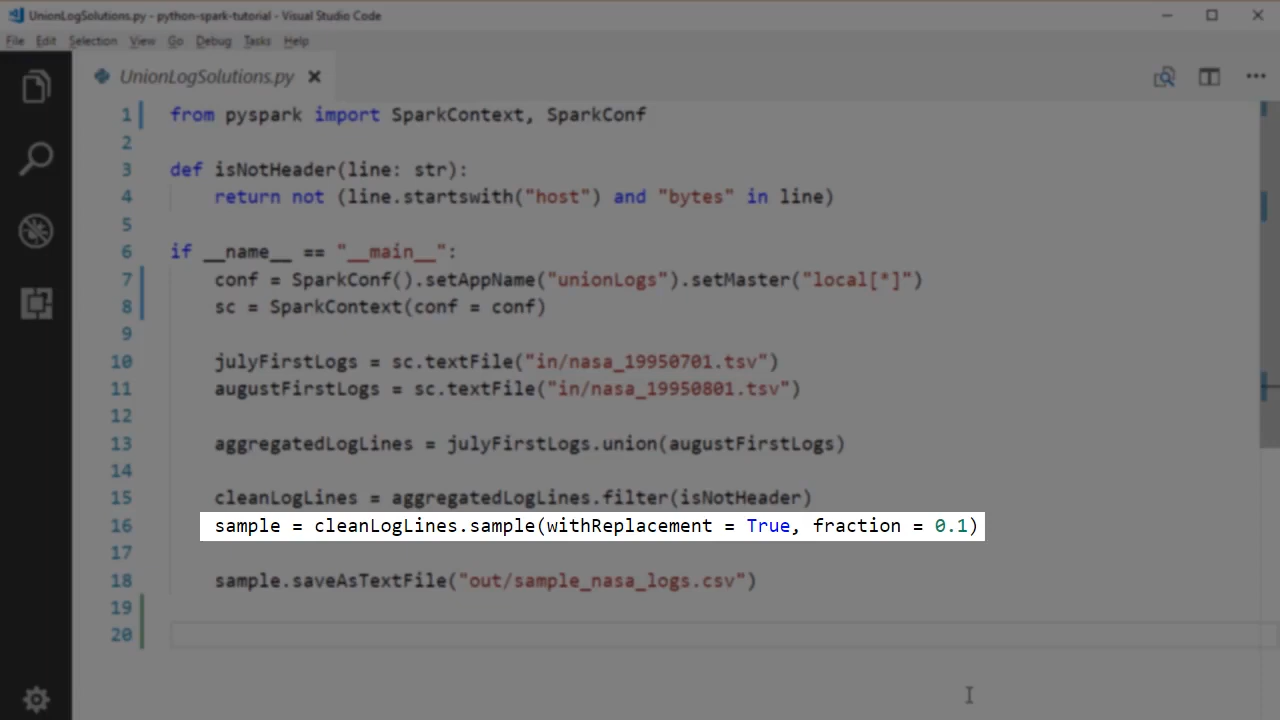 UnionLogSolutions.py - python-spark-tutorial - Visual Studio Code
File Edit Selection View Go Debug Tasks Help
UnionLogSolutions.py
1 from pyspark import SparkContext, SparkConf
2
3 def isNotHeader(line: str):
4     return not (line.startswith("host") and "bytes" in line)
5
6 if __name__ == "__main__":
7     conf = SparkConf().setAppName("unionLogs").setMaster("local[*]")
8     sc = SparkContext(conf = conf)
9
10     julyFirstLogs = sc.textFile("in/nasa_19950701.tsv")
11     augustFirstLogs = sc.textFile("in/nasa_19950801.tsv")
12
13     aggregatedLogLines = julyFirstLogs.union(augustFirstLogs)
14
15     cleanLogLines = aggregatedLogLines.filter(isNotHeader)
16     sample = cleanLogLines.sample(withReplacement = True, fraction = 0.1)
17
18     sample.saveAsTextFile("out/sample_nasa_logs.csv")
19
20